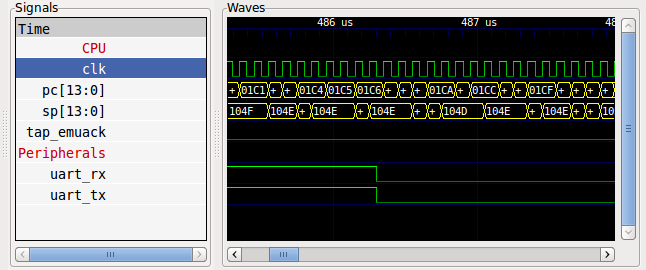 Signals
Time
CPU
clk
pc[13:0]
sp[13:0]
tap_emuack
Peripherals
uart_rx
uart_tx
Waves
486 us 487 us 48
+ 01C1 + + 01C4 01C5 01C6 + + + 01CA + 01CC + + 01CF + + + +
104F 104E + 104E + 104E + + 104D 104E + 104E + + 10